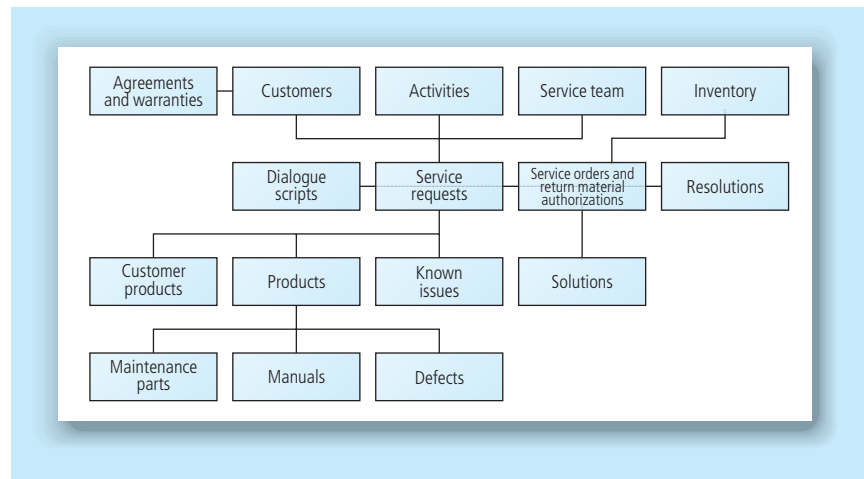 Agreements
and warranties
Customers
Activities
Service team
Inventory
Dialogue
scripts
Service
requests
Service orders and
return material
authorizations
Resolutions
Customer
products
Products
Known
issues
Solutions
Maintenance
parts
Manuals
Defects